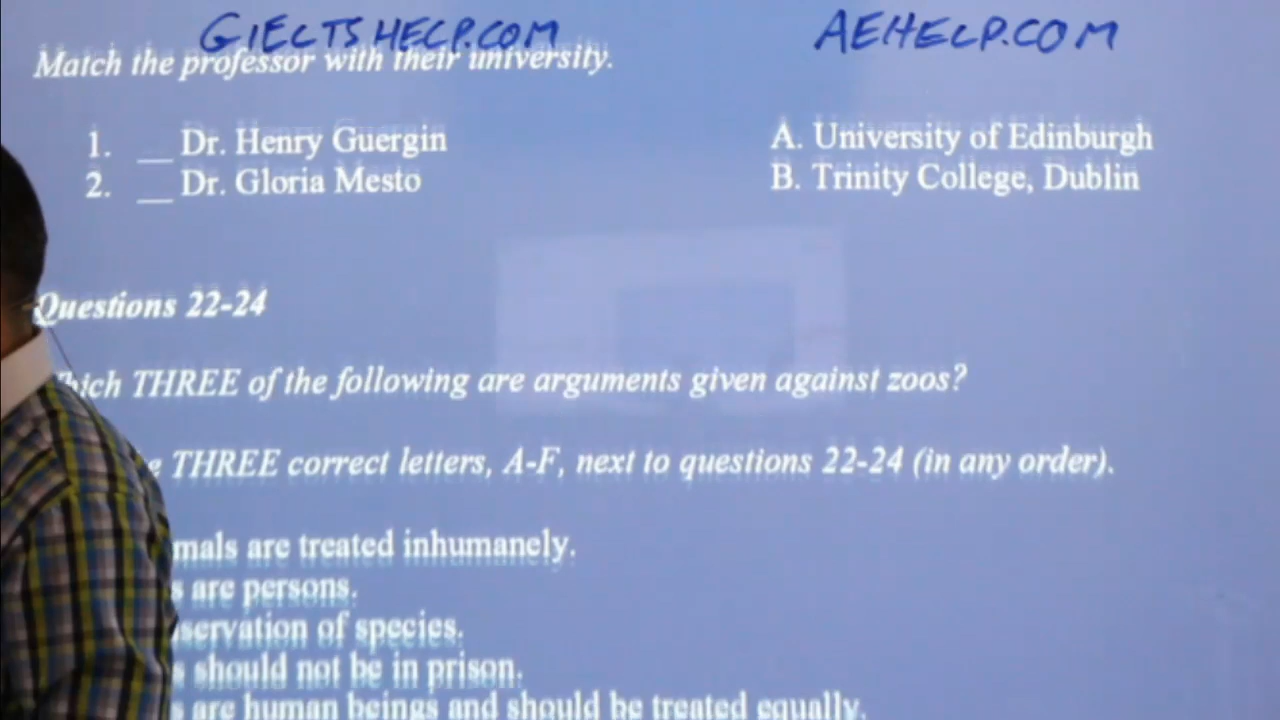 GIELTSHELP.COM AEHELP.COM
Match the professor with their university.
1. __ Dr. Henry Guergin A. University of Edinburgh
2. __ Dr. Gloria Mesto B. Trinity College, Dublin
Questions 22-24
THREE of the following are arguments given against zoos?
THREE correct letters, A-F, next to questions 22-24 (in any order).
are treated inhumanely.
are persons.
of species.
should not be in prison.
are human beings and should be treated equally.